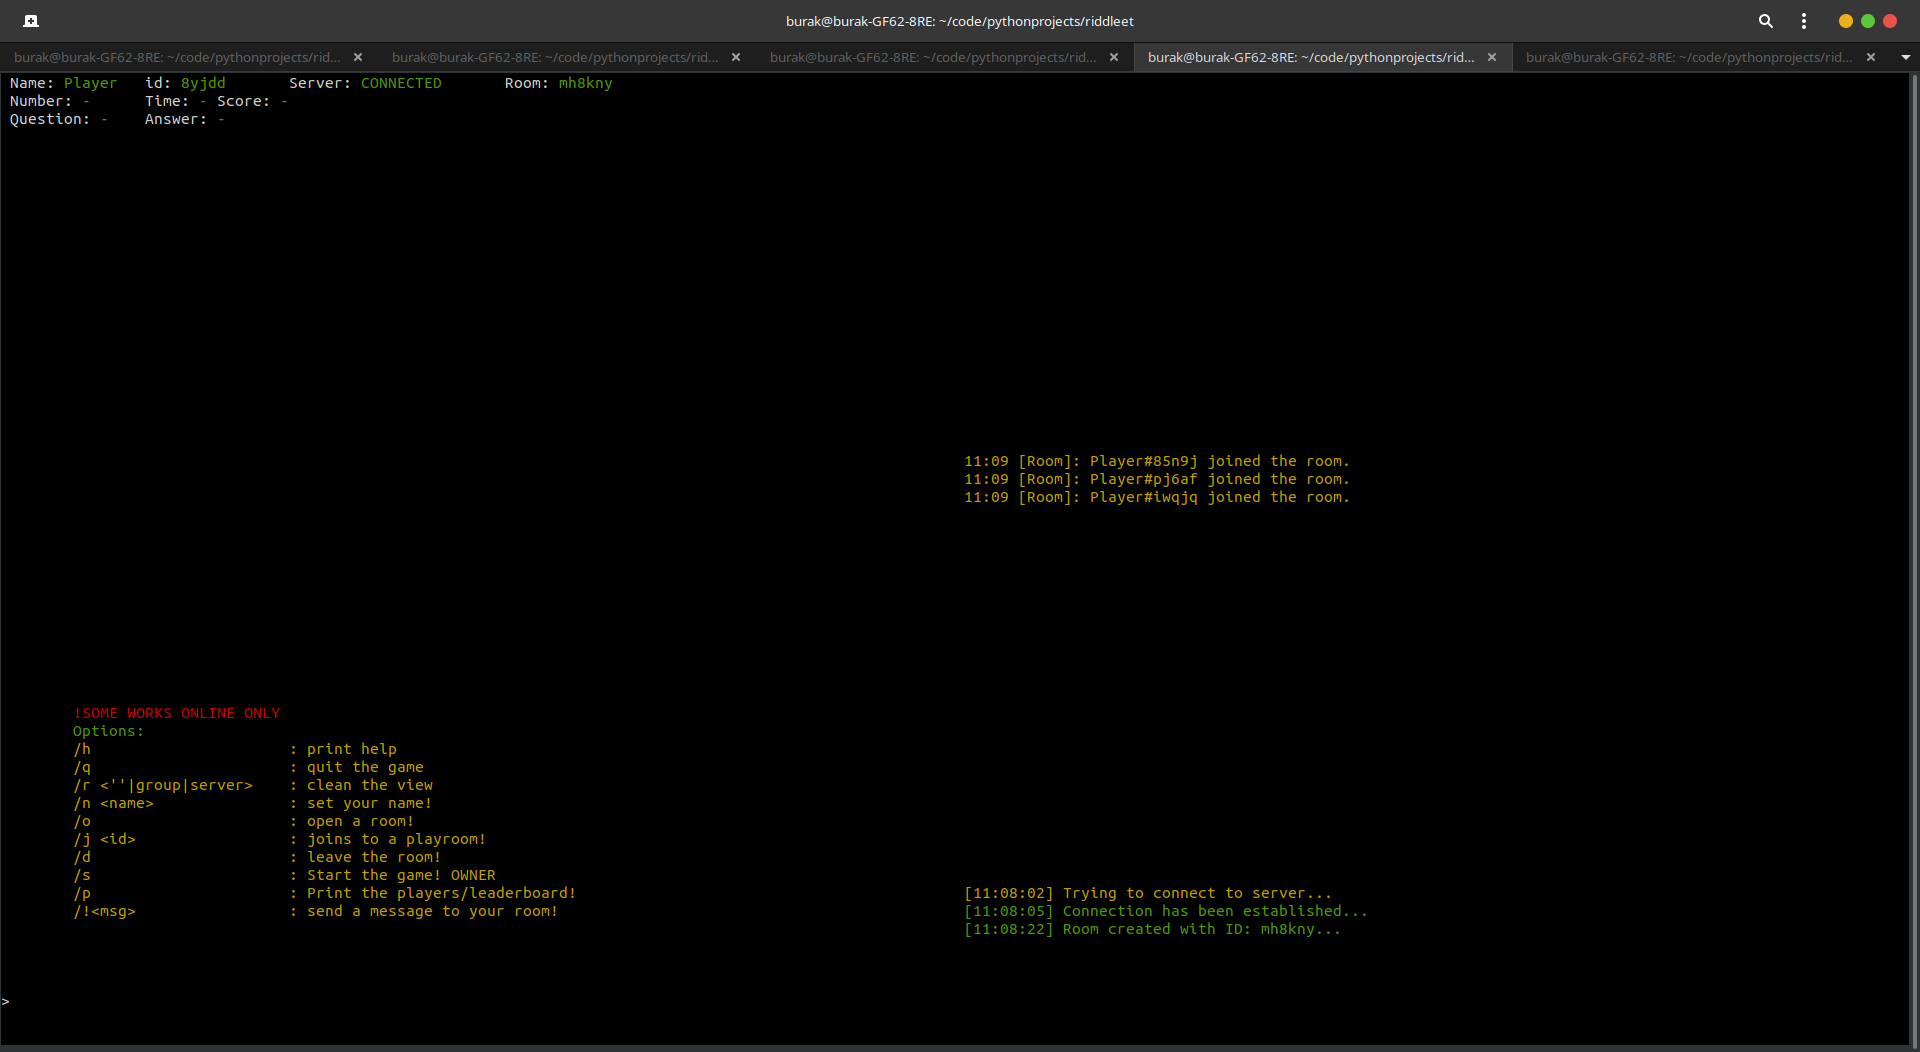 burak@burak-GF62-8RE: ~/code/pythonprojects/riddleet
burak@burak-GF62-8RE: ~/code/pythonprojects/rid...
burak@burak-GF62-8RE: ~/code/pythonprojects/rid...
burak@burak-GF62-8RE: ~/code/pythonprojects/rid...
burak@burak-GF62-8RE: ~/code/pythonprojects/rid...
burak@burak-GF62-8RE: ~/code/pythonprojects/rid...
Name: Player id: 8yjdd Server: CONNECTED Room: mh8kny
Number: - Time: - Score: -
Question: - Answer: -
11:09 [Room]: Player#85n9j joined the room.
11:09 [Room]: Player#pj6af joined the room.
11:09 [Room]: Player#iwqjq joined the room.
!SOME WORKS ONLINE ONLY
Options:
/h : print help
/q : quit the game
/r <''|group|server> : clean the view
/n <name> : set your name!
/o : open a room!
/j <id> : joins to a playroom!
/d : leave the room!
/s : Start the game! OWNER
/p : Print the players/leaderboard!
/!<msg> : send a message to your room!
[11:08:02] Trying to connect to server...
[11:08:05] Connection has been established...
[11:08:22] Room created with ID: mh8kny...
>